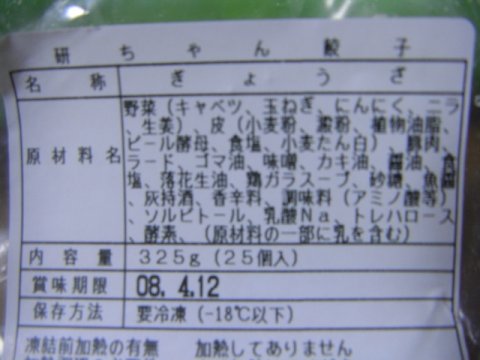 研ちゃん餃子
名称 ぎょうざ
原材料名
野菜(キャベツ、玉ねぎ、にんにく、ニラ
、生姜)、皮(小麦粉、澱粉、植物油脂、
ビール酵母、食塩、小麦たん白)、豚肉、
ラード、ゴマ油、味噌、カキ油、醤油、食
塩、落花生油、鶏ガラスープ、砂糖、魚醤
、灰持酒、香辛料、調味料(アミノ酸等)
、ソルビトール、乳酸Na、トレハロース
、酵素、(原材料の一部に乳を含む)
内容量 325g(25個入)
賞味期限 08.4.12
保存方法 要冷凍(-18℃以下)
凍結前加熱の有無 加熱してありません